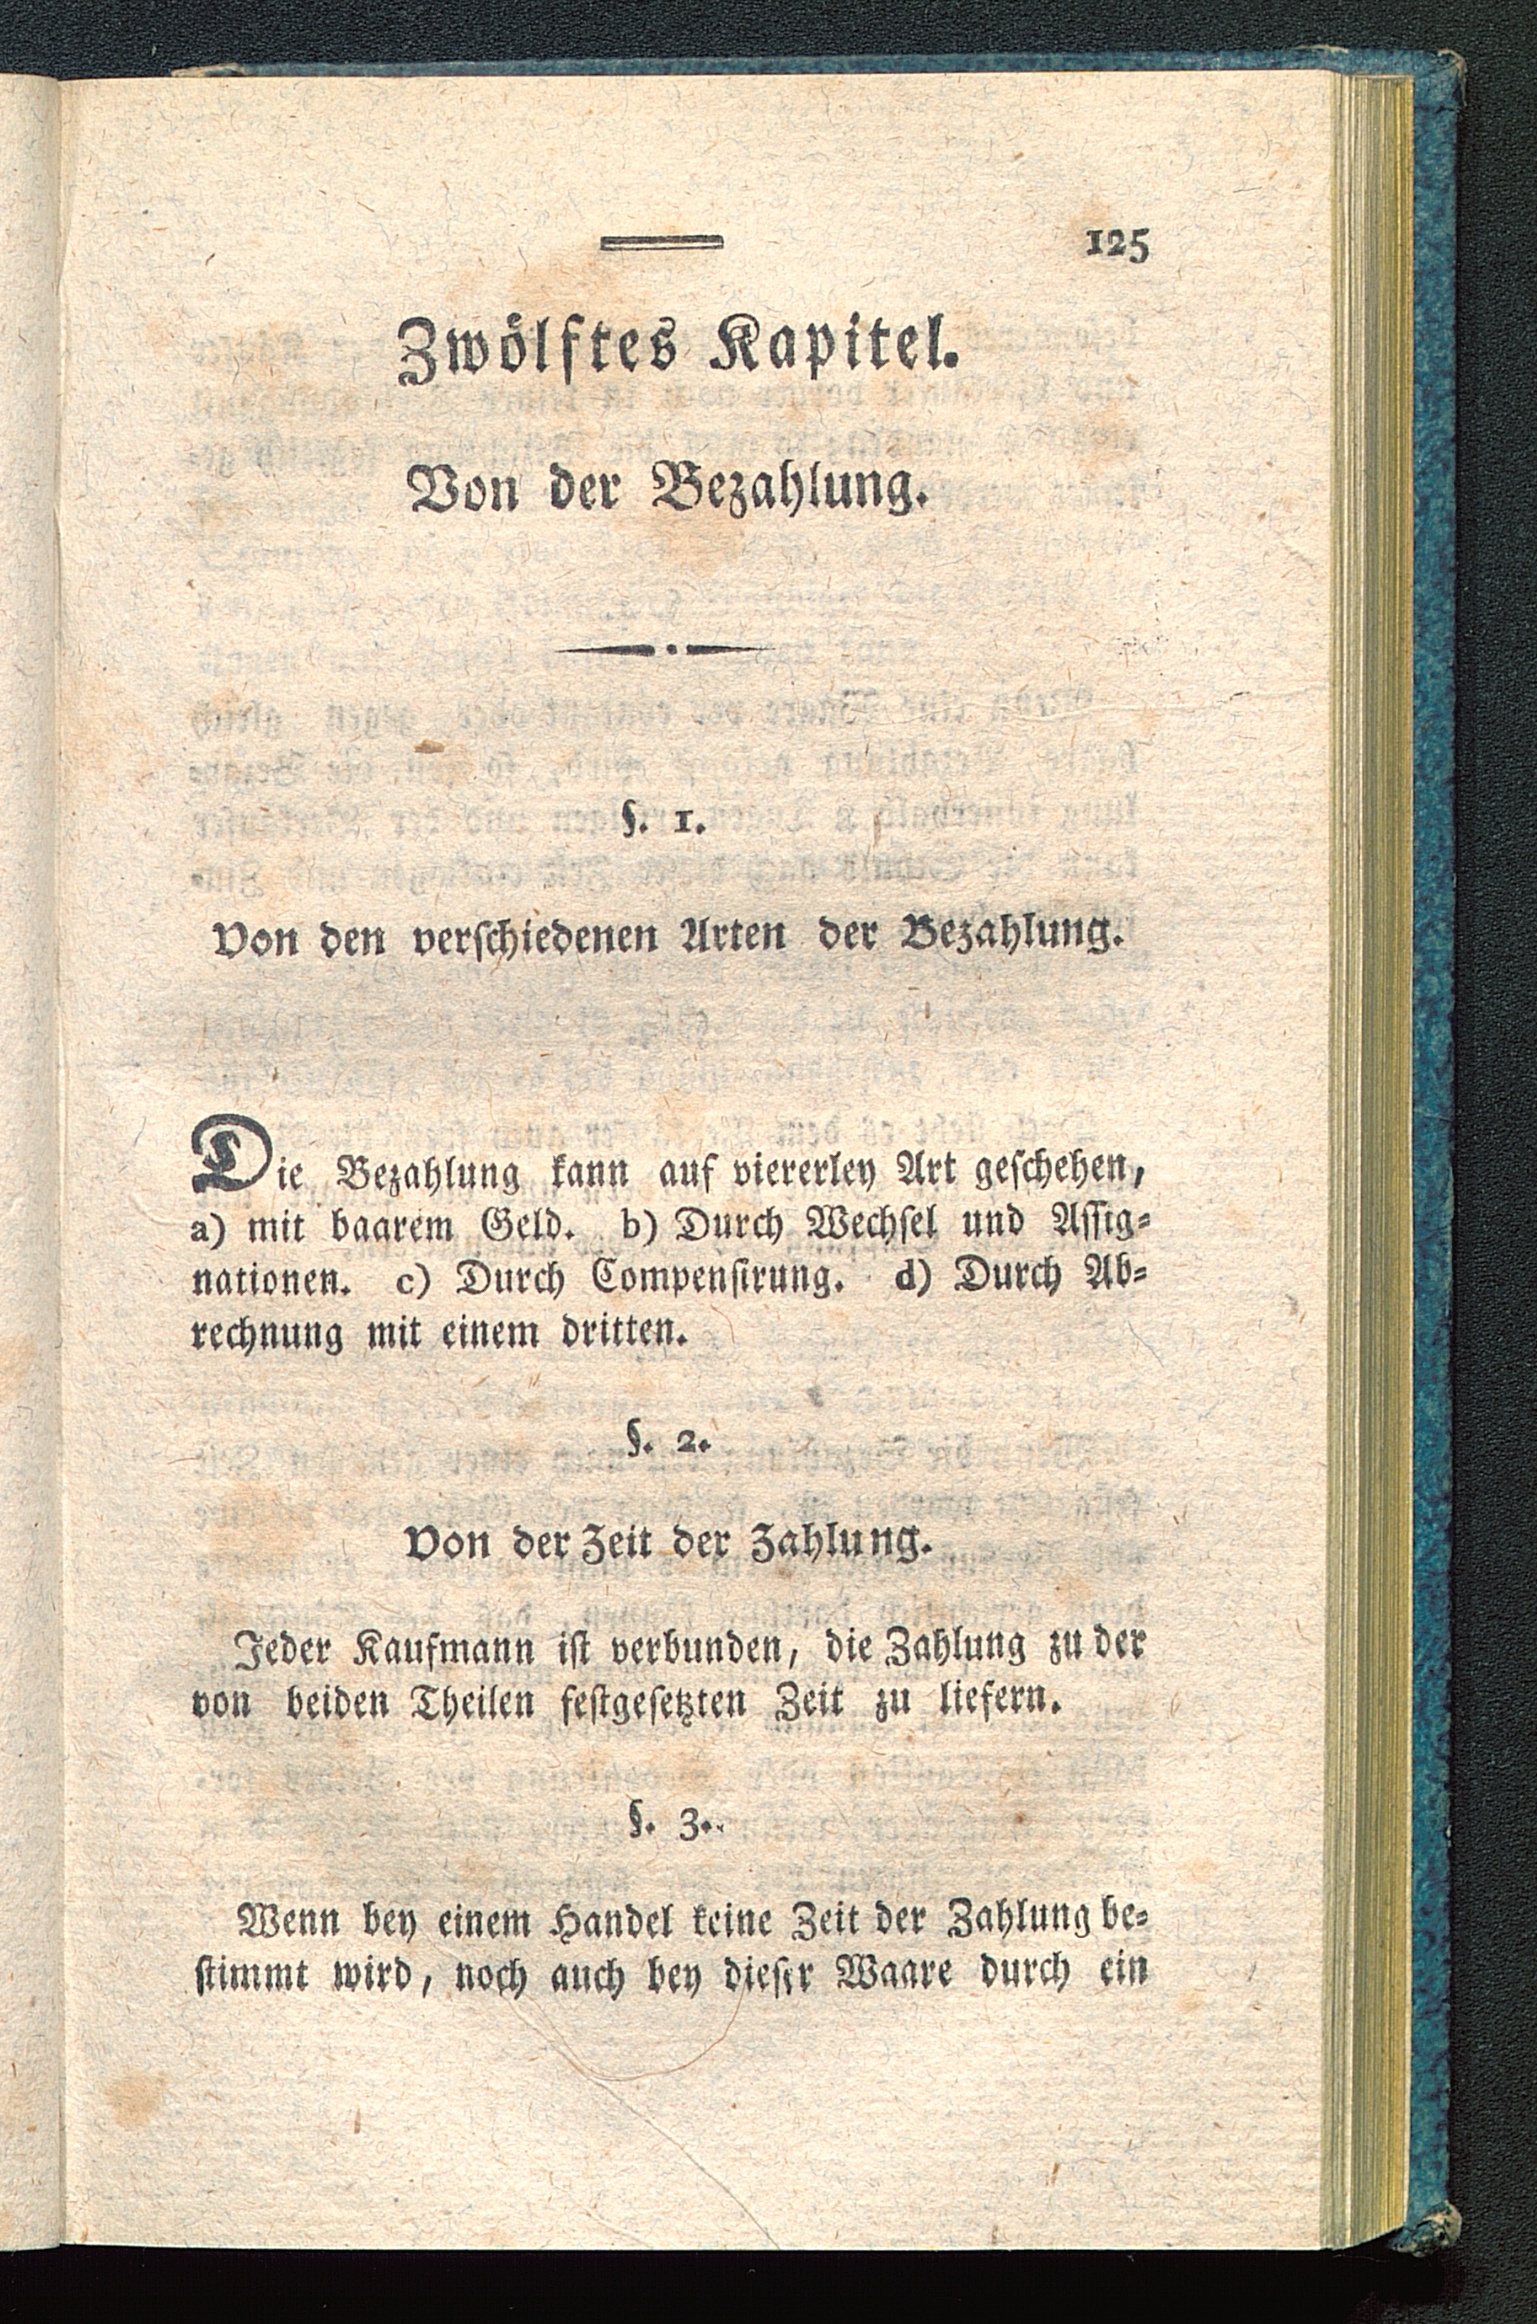 125
Zwölftes Kapitel.
Von der Bezahlung.
§. 1.
Von den verſchiedenen Arten der Bezahlung.
Die Bezahlung kann auf viererley Art geſchehen,
a) mit baarem Geld. b) Durch Wechſel und Aſſig⸗
nationen. c) Durch Compenſirung. d) Durch Ab⸗
rechnung mit einem dritten.
§. 2.
Von der Zeit der Zahlung.
Jeder Kaufmann iſt verbunden, die Zahlung zu der
von beiden Theilen feſtgeſetzten Zeit zu liefern.
§. 3.
Wenn bey einem Handel keine Zeit der Zahlung be⸗
ſtimmt wird, noch auch bey dieſer Waare durch ein